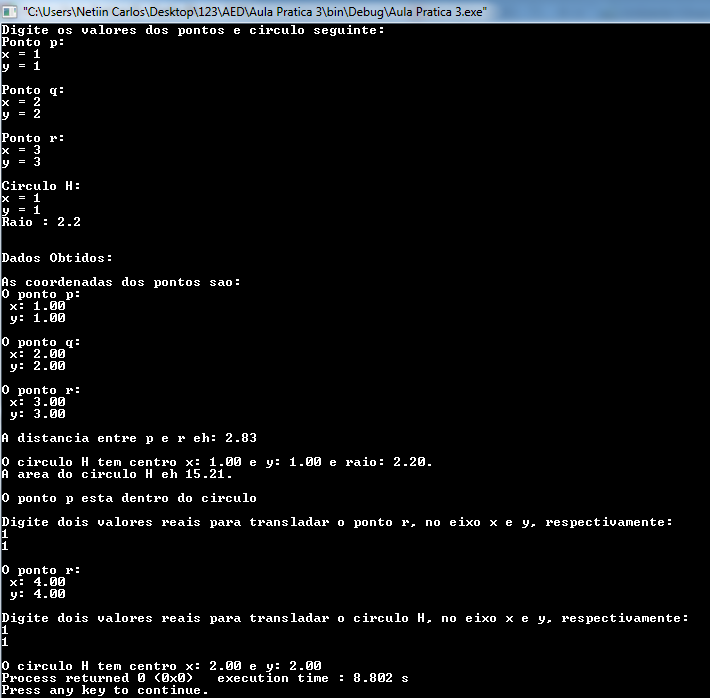 "C:\Users\Netiin Carlos\Desktop\123\AED\Aula Pratica 3\bin\Debug\Aula Pratica 3.exe"
Digite os valores dos pontos e circulo seguinte:
Ponto p:
x = 1
y = 1
Ponto q:
x = 2
y = 2
Ponto r:
x = 3
y = 3
Circulo H:
x = 1
y = 1
Raio : 2.2
Dados Obtidos:
As coordenadas dos pontos sao:
O ponto p:
x: 1.00
y: 1.00
O ponto q:
x: 2.00
y: 2.00
O ponto r:
x: 3.00
y: 3.00
A distancia entre p e r eh: 2.83
O circulo H tem centro x: 1.00 e y: 1.00 e raio: 2.20.
A area do circulo H eh 15.21.
O ponto p esta dentro do circulo
Digite dois valores reais para transladar o ponto r, no eixo x e y, respectivamente:
1
1
O ponto r:
x: 4.00
y: 4.00
Digite dois valores reais para transladar o circulo H, no eixo x e y, respectivamente:
1
1
O circulo H tem centro x: 2.00 e y: 2.00
Process returned 0 (0x0)   execution time : 8.802 s
Press any key to continue.